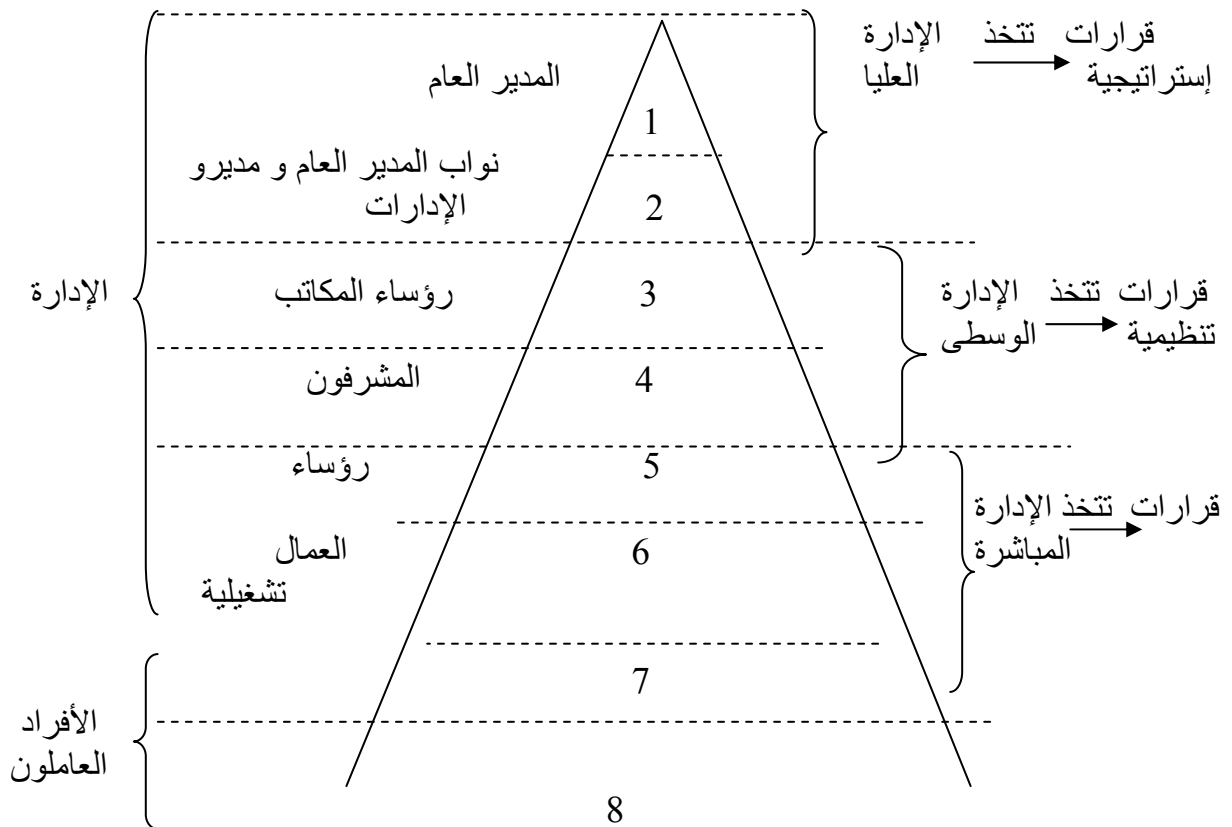 قرارات تتخذ الإدارة
إستراتيجية العليا
المدير العام
1
نواب المدير العام و مديرو
الإدارات
2
الإدارة
رؤساء المكاتب
3
قرارات تتخذ الإدارة
تنظيمية الوسطى
المشرفون
4
رؤساء
5
قرارات تتخذ الإدارة
المباشرة
العمال
6
تشغيلية
7
الأفراد
العاملون
8